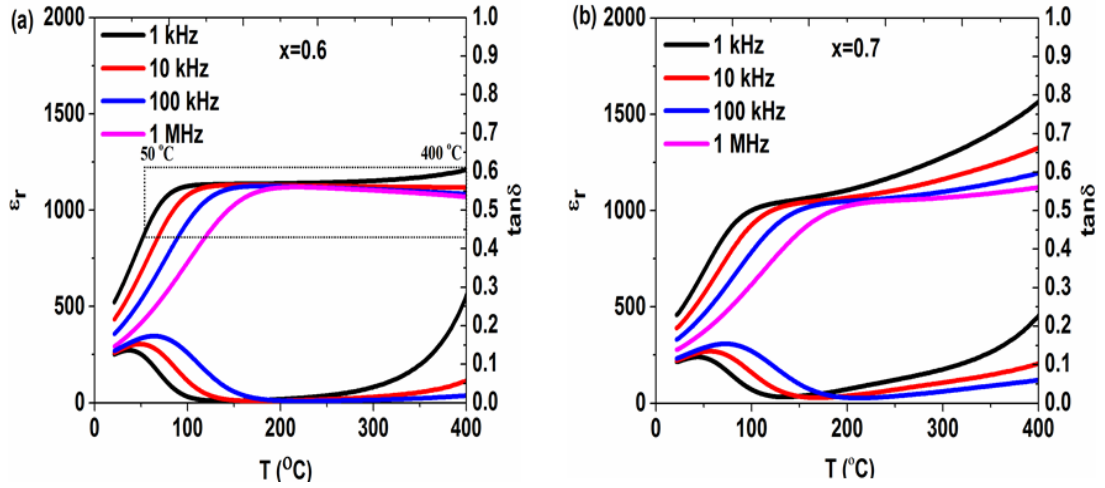 (a)
x=0.6
1 kHz
10 kHz
100 kHz
1 MHz
50 °C
400 °C
2000
1500
1000
500
0
εr
1.0
0.9
0.8
0.7
0.6
0.5
0.4
0.3
0.2
0.1
0.0
tanδ
0 100 200 300 400
T (⁰C)
(b)
x=0.7
1 kHz
10 kHz
100 kHz
1 MHz
2000
1500
1000
500
0
εr
1.0
0.9
0.8
0.7
0.6
0.5
0.4
0.3
0.2
0.1
0.0
tanδ
0 100 200 300 400
T (°C)